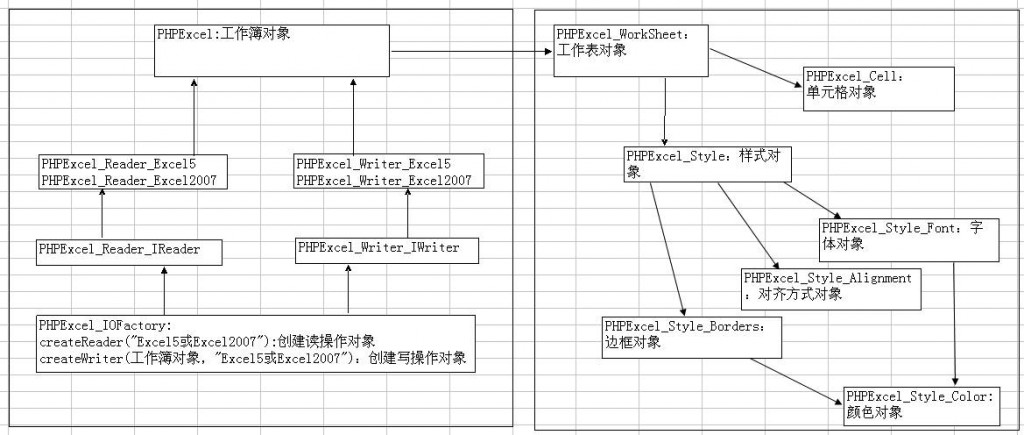 PHPExcel:工作簿对象
PHPExcel_Reader_Excel5
PHPExcel_Reader_Excel2007
PHPExcel_Writer_Excel5
PHPExcel_Writer_Excel2007
PHPExcel_Reader_IReader
PHPExcel_Writer_IWriter
PHPExcel_IOFactory:
createReader("Excel5或Excel2007"):创建读操作对象
createWriter(工作簿对象，"Excel5或Excel2007"): 创建写操作对象
PHPExcel_WorkSheet:
工作表对象
PHPExcel_Cell:
单元格对象
PHPExcel_Style: 样式对
象
PHPExcel_Style_Font: 字
体对象
PHPExcel_Style_Alignment
: 对齐方式对象
PHPExcel_Style_Borders:
边框对象
PHPExcel_Style_Color:
颜色对象